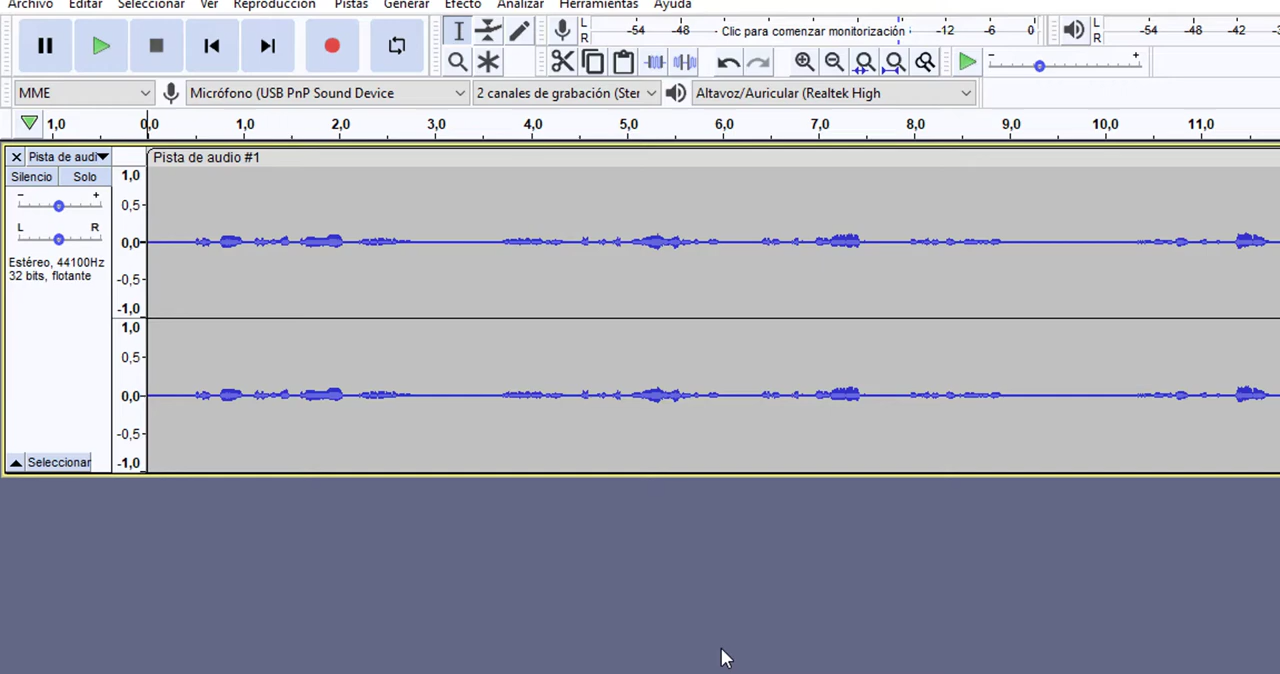 Archivo Editar Seleccionar Ver Reproducción Pistas Generar Efecto Analizar Herramientas Ayuda
L R -54 -48 Clic para comenzar monitorización -12 -6 0 L R -54 -48 -42 -3
- +
MME Micrófono (USB PnP Sound Device 2 canales de grabación (Ster Altavoz/Auricular (Realtek High
1,0 0,0 1,0 2,0 3,0 4,0 5,0 6,0 7,0 8,0 9,0 10,0 11,0
Pista de audi Pista de audio #1
Silencio Solo
- +
L R
Estéreo, 44100Hz
32 bits, flotante
Seleccionar
1,0
0,5
0,0
-0,5
-1,0
1,0
0,5
0,0
-0,5
-1,0